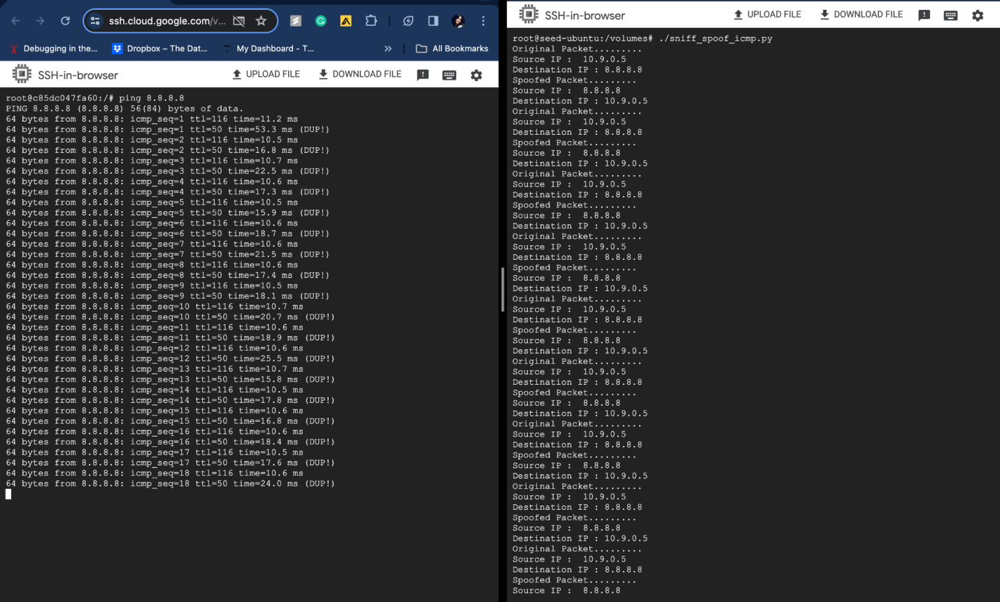 ssh.cloud.google.com/v...
Debugging in the...
Dropbox – The Dat...
My Dashboard - T...
»
All Bookmarks
SSH-in-browser
UPLOAD FILE
DOWNLOAD FILE
root@c85dc047fa60:/# ping 8.8.8.8
PING 8.8.8.8 (8.8.8.8) 56(84) bytes of data.
64 bytes from 8.8.8.8: icmp_seq=1 ttl=116 time=11.2 ms
64 bytes from 8.8.8.8: icmp_seq=1 ttl=50 time=53.3 ms (DUP!)
64 bytes from 8.8.8.8: icmp_seq=2 ttl=116 time=10.5 ms
64 bytes from 8.8.8.8: icmp_seq=2 ttl=50 time=16.8 ms (DUP!)
64 bytes from 8.8.8.8: icmp_seq=3 ttl=116 time=10.7 ms
64 bytes from 8.8.8.8: icmp_seq=3 ttl=50 time=22.5 ms (DUP!)
64 bytes from 8.8.8.8: icmp_seq=4 ttl=116 time=10.6 ms
64 bytes from 8.8.8.8: icmp_seq=4 ttl=50 time=17.3 ms (DUP!)
64 bytes from 8.8.8.8: icmp_seq=5 ttl=116 time=10.5 ms
64 bytes from 8.8.8.8: icmp_seq=5 ttl=50 time=15.9 ms (DUP!)
64 bytes from 8.8.8.8: icmp_seq=6 ttl=116 time=10.6 ms
64 bytes from 8.8.8.8: icmp_seq=6 ttl=50 time=18.7 ms (DUP!)
64 bytes from 8.8.8.8: icmp_seq=7 ttl=116 time=10.6 ms
64 bytes from 8.8.8.8: icmp_seq=7 ttl=50 time=21.5 ms (DUP!)
64 bytes from 8.8.8.8: icmp_seq=8 ttl=116 time=10.6 ms
64 bytes from 8.8.8.8: icmp_seq=8 ttl=50 time=17.4 ms (DUP!)
64 bytes from 8.8.8.8: icmp_seq=9 ttl=116 time=10.5 ms
64 bytes from 8.8.8.8: icmp_seq=9 ttl=50 time=18.1 ms (DUP!)
64 bytes from 8.8.8.8: icmp_seq=10 ttl=116 time=10.7 ms
64 bytes from 8.8.8.8: icmp_seq=10 ttl=50 time=20.7 ms (DUP!)
64 bytes from 8.8.8.8: icmp_seq=11 ttl=116 time=10.6 ms
64 bytes from 8.8.8.8: icmp_seq=11 ttl=50 time=18.9 ms (DUP!)
64 bytes from 8.8.8.8: icmp_seq=12 ttl=116 time=10.6 ms
64 bytes from 8.8.8.8: icmp_seq=12 ttl=50 time=25.5 ms (DUP!)
64 bytes from 8.8.8.8: icmp_seq=13 ttl=116 time=10.7 ms
64 bytes from 8.8.8.8: icmp_seq=13 ttl=50 time=15.8 ms (DUP!)
64 bytes from 8.8.8.8: icmp_seq=14 ttl=116 time=10.5 ms
64 bytes from 8.8.8.8: icmp_seq=14 ttl=50 time=17.8 ms (DUP!)
64 bytes from 8.8.8.8: icmp_seq=15 ttl=116 time=10.6 ms
64 bytes from 8.8.8.8: icmp_seq=15 ttl=50 time=16.8 ms (DUP!)
64 bytes from 8.8.8.8: icmp_seq=16 ttl=116 time=10.6 ms
64 bytes from 8.8.8.8: icmp_seq=16 ttl=50 time=18.4 ms (DUP!)
64 bytes from 8.8.8.8: icmp_seq=17 ttl=116 time=10.5 ms
64 bytes from 8.8.8.8: icmp_seq=17 ttl=50 time=17.6 ms (DUP!)
64 bytes from 8.8.8.8: icmp_seq=18 ttl=116 time=10.6 ms
64 bytes from 8.8.8.8: icmp_seq=18 ttl=50 time=24.0 ms (DUP!)
SSH-in-browser
UPLOAD FILE
DOWNLOAD FILE
root@seed-ubuntu:/volumes# ./sniff_spoof_icmp.py
Original Packet.........
Source IP :  10.9.0.5
Destination IP : 8.8.8.8
Spoofed Packet.........
Source IP :  8.8.8.8
Destination IP : 10.9.0.5
Original Packet.........
Source IP :  10.9.0.5
Destination IP : 8.8.8.8
Spoofed Packet.........
Source IP :  8.8.8.8
Destination IP : 10.9.0.5
Original Packet.........
Source IP :  10.9.0.5
Destination IP : 8.8.8.8
Spoofed Packet.........
Source IP :  8.8.8.8
Destination IP : 10.9.0.5
Original Packet.........
Source IP :  10.9.0.5
Destination IP : 8.8.8.8
Spoofed Packet.........
Source IP :  8.8.8.8
Destination IP : 10.9.0.5
Original Packet.........
Source IP :  10.9.0.5
Destination IP : 8.8.8.8
Spoofed Packet.........
Source IP :  8.8.8.8
Destination IP : 10.9.0.5
Original Packet.........
Source IP :  10.9.0.5
Destination IP : 8.8.8.8
Spoofed Packet.........
Source IP :  8.8.8.8
Destination IP : 10.9.0.5
Original Packet.........
Source IP :  10.9.0.5
Destination IP : 8.8.8.8
Spoofed Packet.........
Source IP :  8.8.8.8
Destination IP : 10.9.0.5
Original Packet.........
Source IP :  10.9.0.5
Destination IP : 8.8.8.8
Spoofed Packet.........
Source IP :  8.8.8.8
Destination IP : 10.9.0.5
Original Packet.........
Source IP :  10.9.0.5
Destination IP : 8.8.8.8
Spoofed Packet.........
Source IP :  8.8.8.8